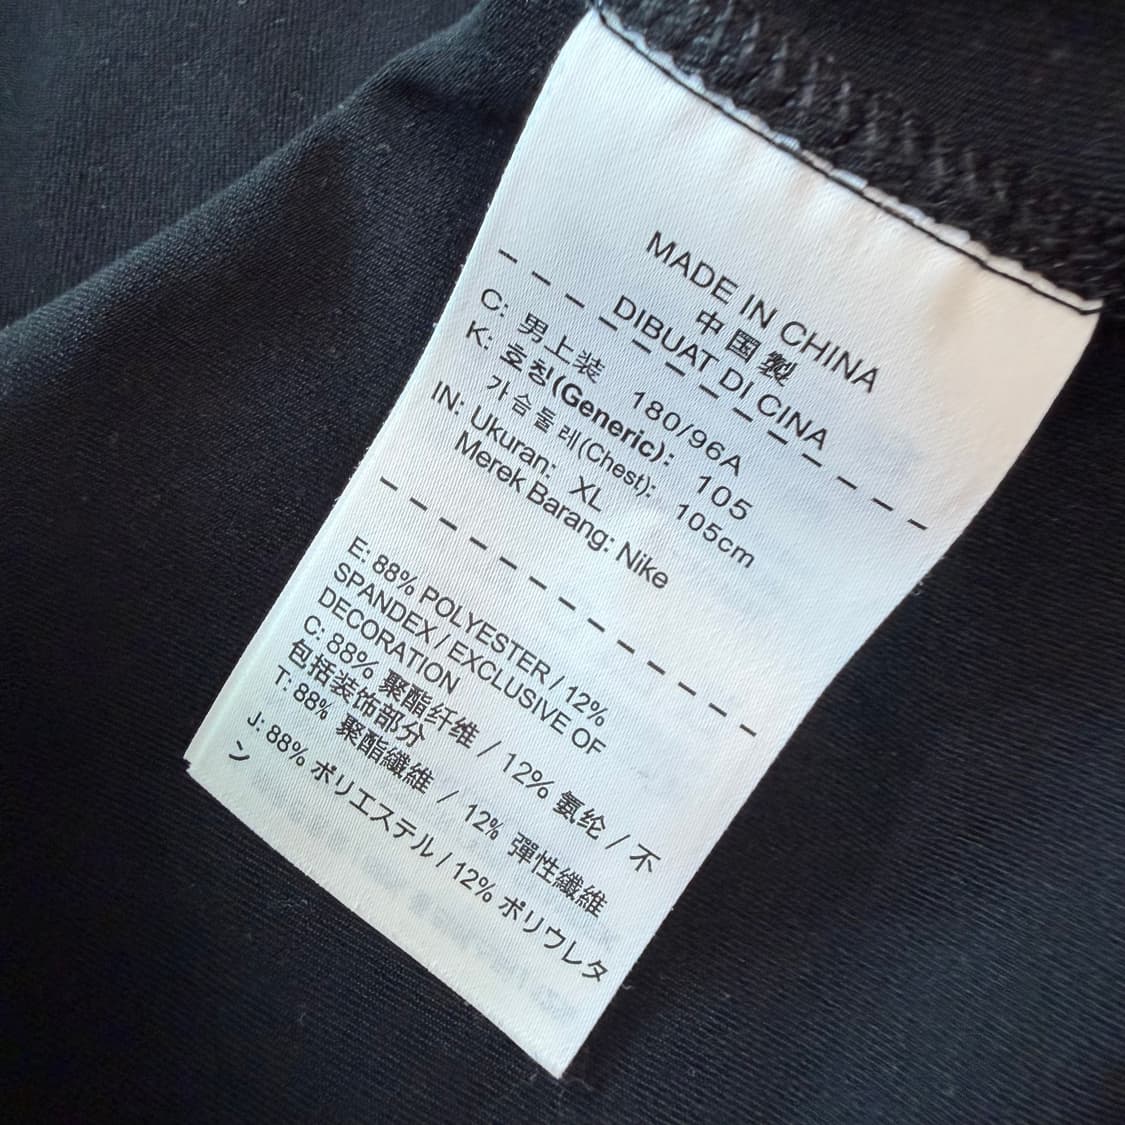 MADE IN CHINA
中国製
DIBUAT DI CINA
C: 男上装 180/96A
K: 호칭(Generic): 105
가슴둘레(Chest): 105cm
IN: Ukuran: XL
Merek Barang: Nike
E: 88% POLYESTER / 12%
SPANDEX / EXCLUSIVE OF
DECORATION
C: 88% 聚酯纤维 / 12% 氨纶 / 不
包括装饰部分
T: 88% 聚酯纖維 / 12% 彈性纖維
J: 88% ポリエステル / 12% ポリウレタ
ン